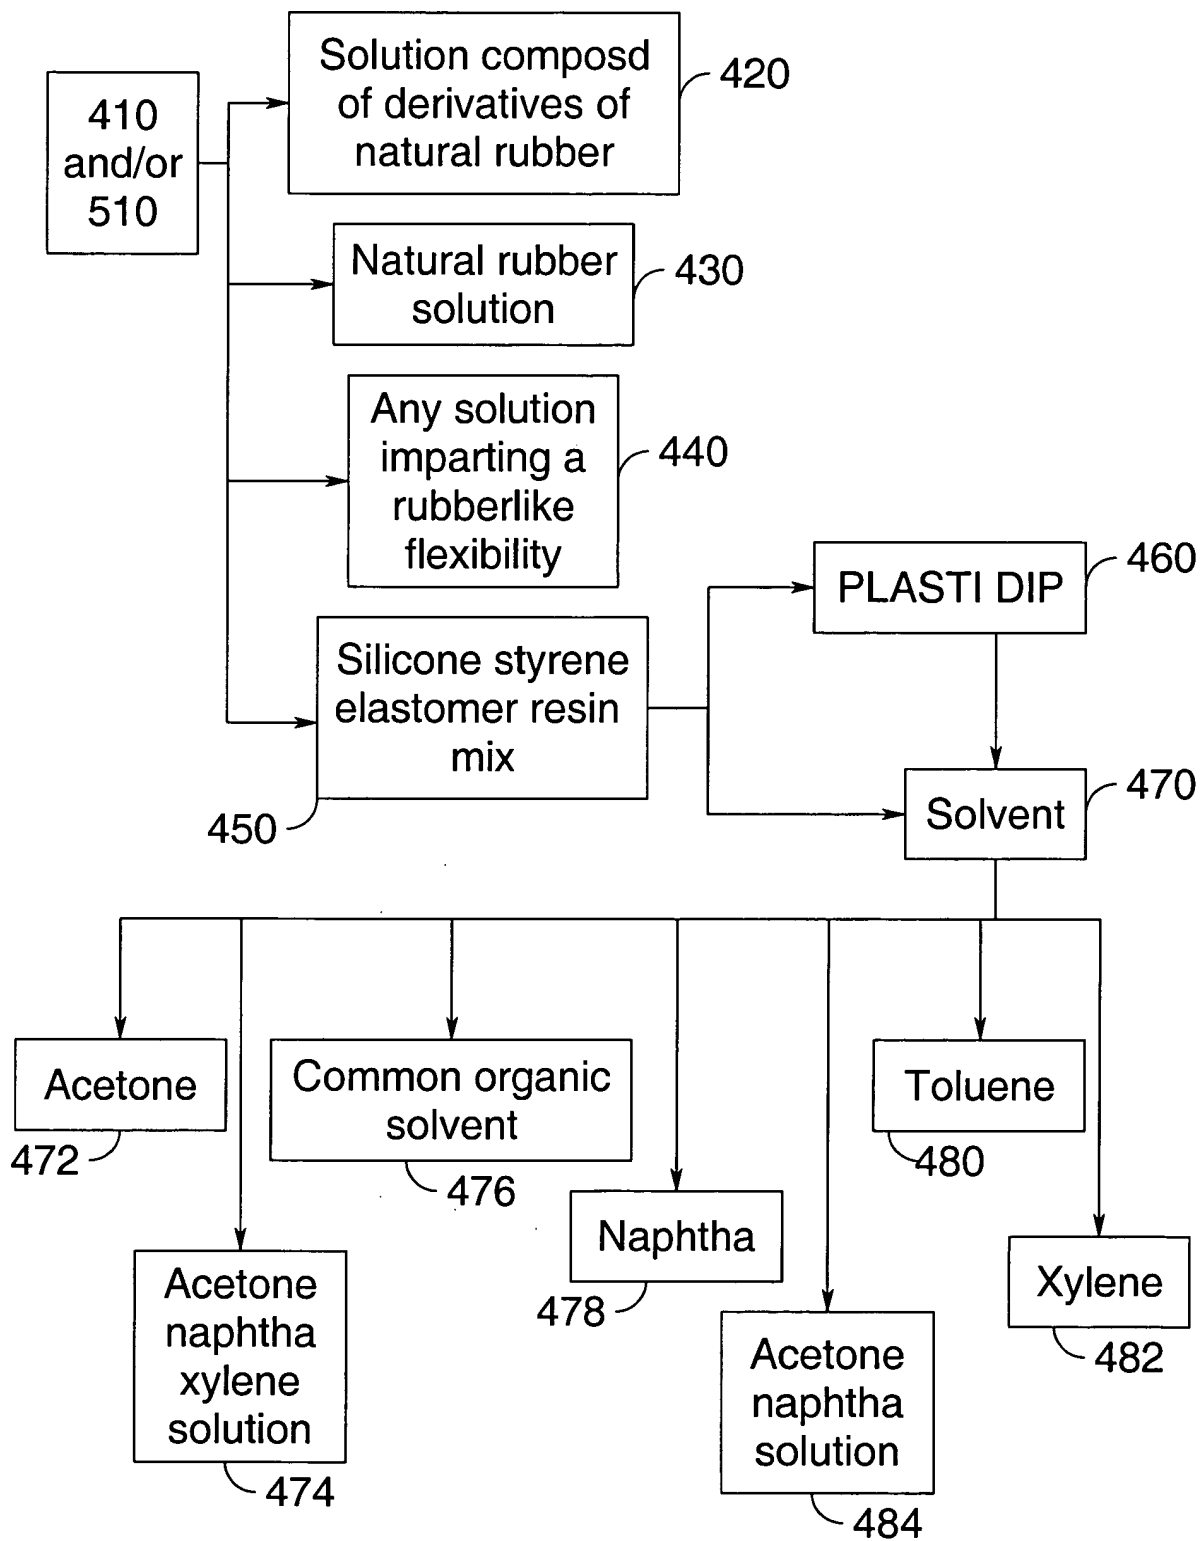 410
and/or
510
Solution composd
of derivatives of
natural rubber
420
Natural rubber
solution
430
Any solution
imparting a
rubberlike
flexibility
440
Silicone styrene
elastomer resin
mix
450
PLASTI DIP
460
Solvent
470
Acetone
472
Acetone
naphtha
xylene
solution
474
Common organic
solvent
476
Naphtha
478
Acetone
naphtha
solution
484
Toluene
480
Xylene
482